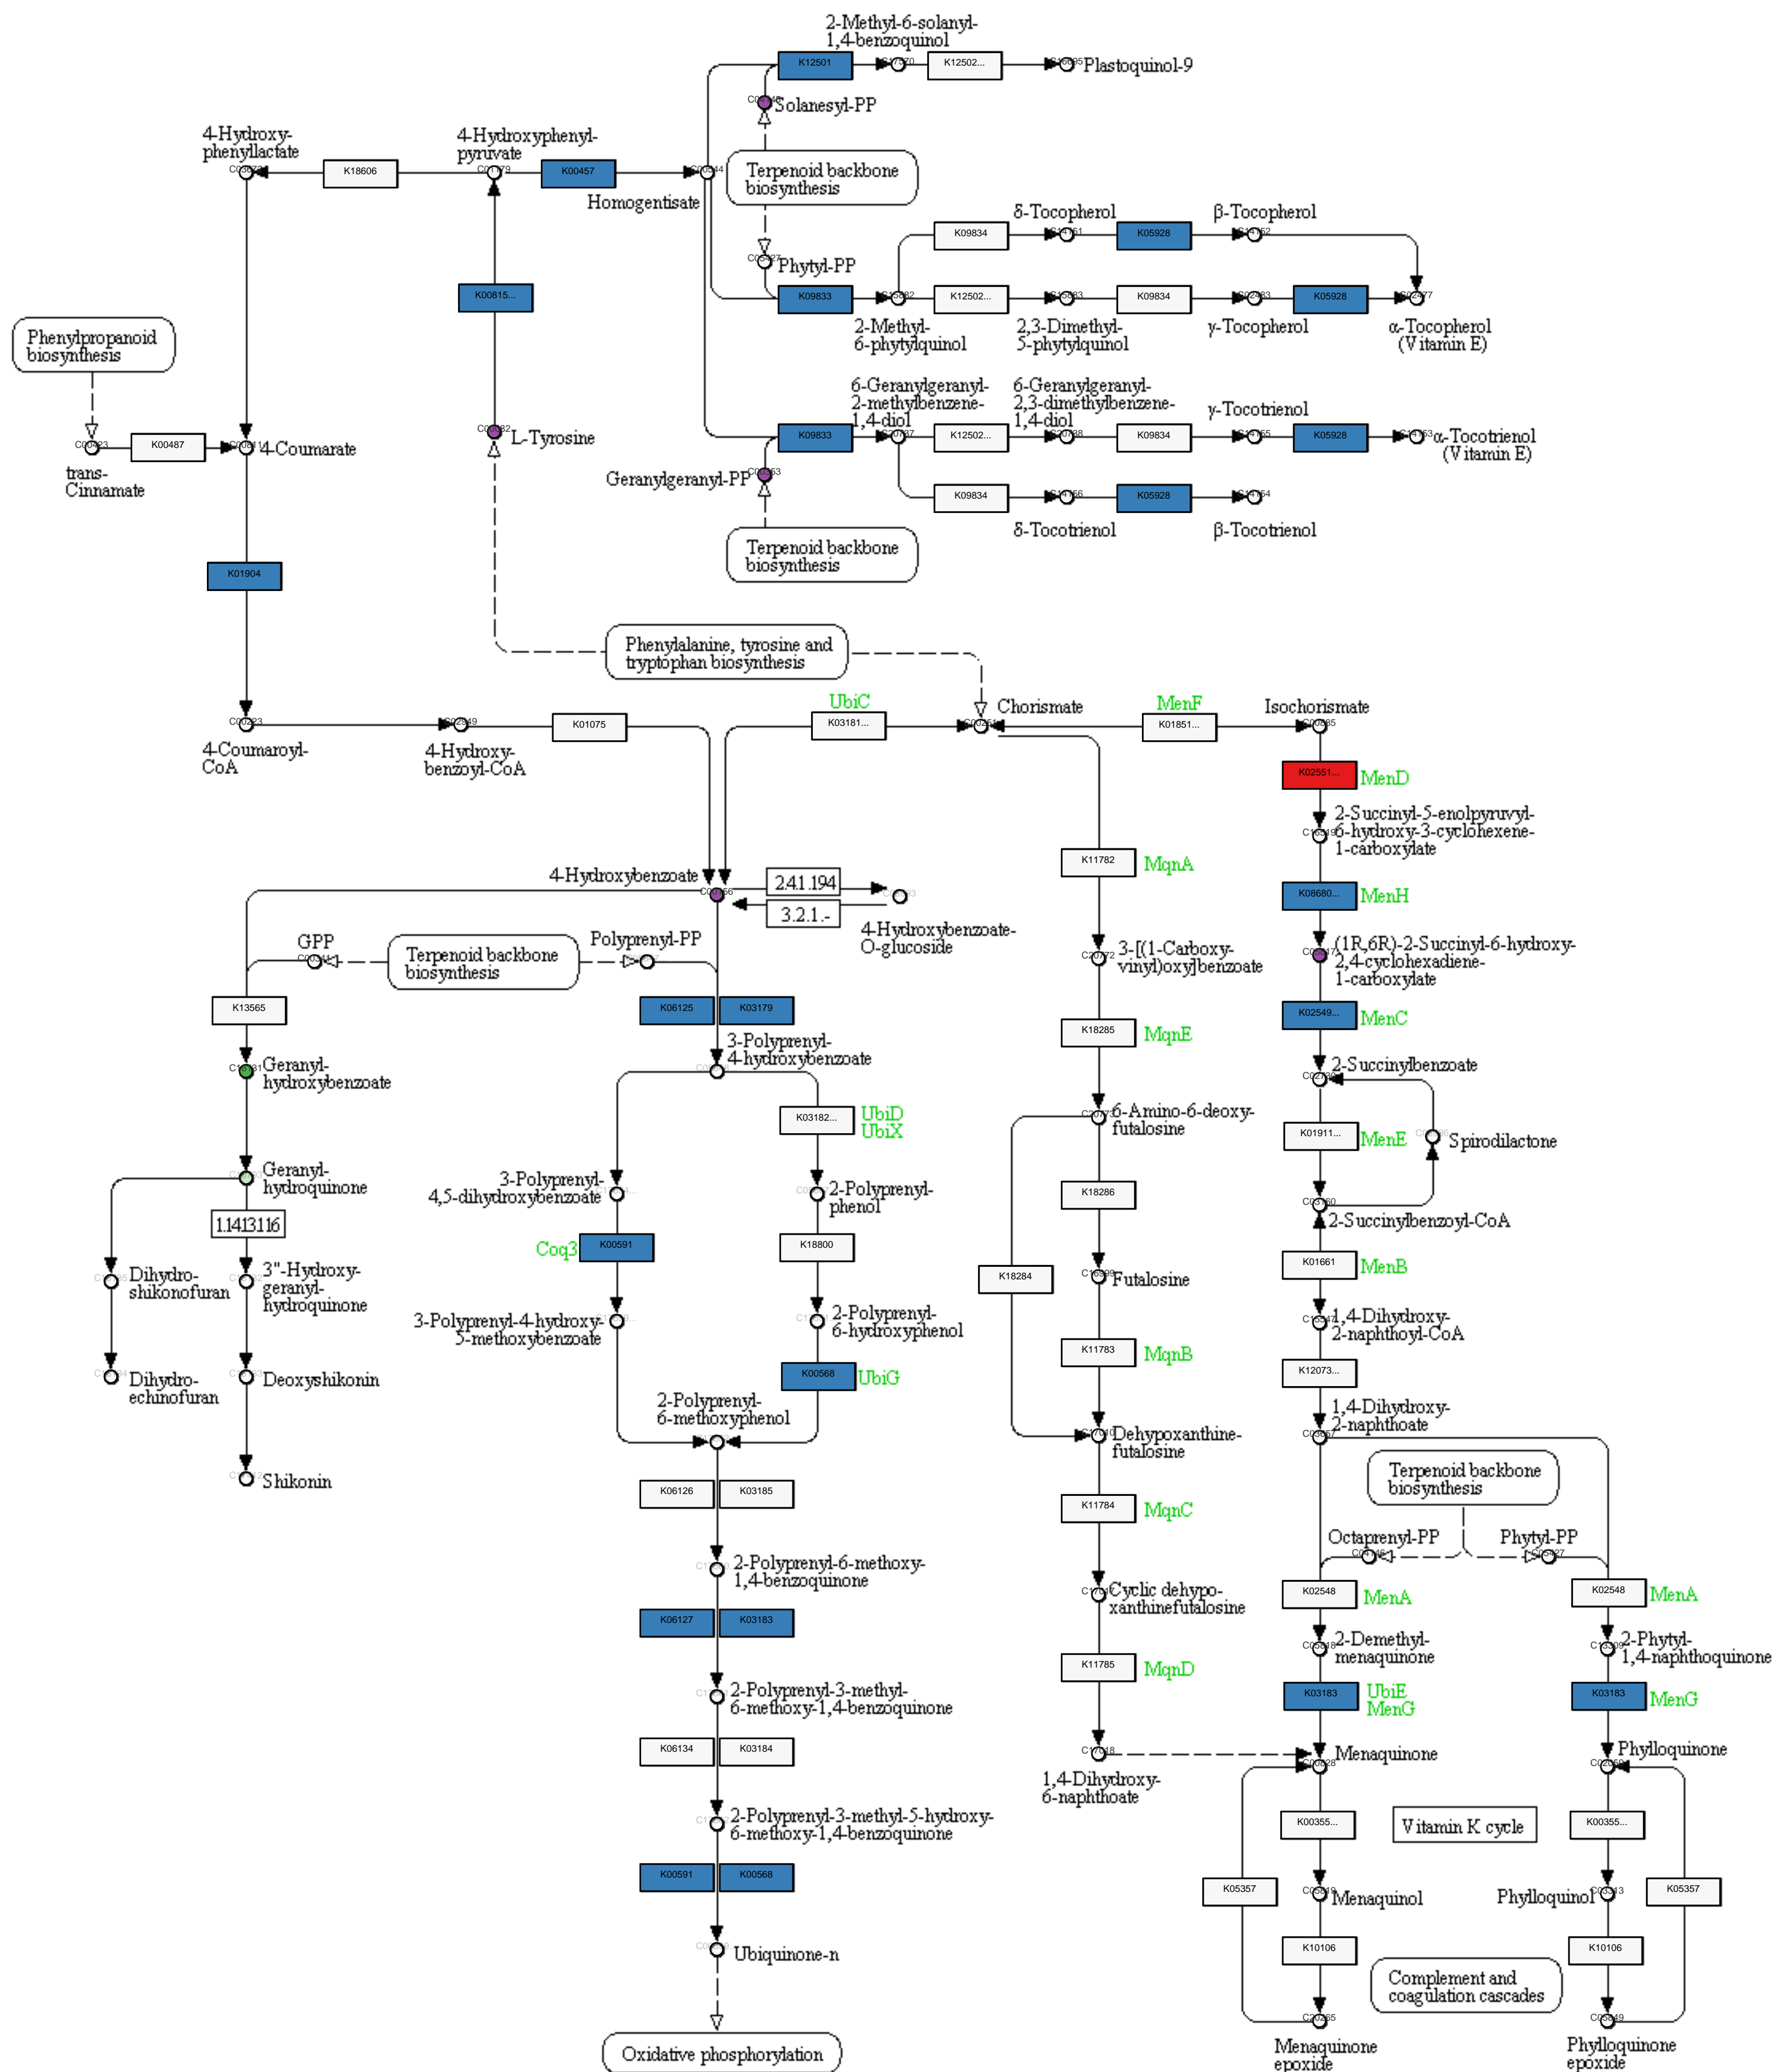 2-Methyl-6-solanyl-
1,4-benzoquinol
K12501
K12502...
Plastoquinol-9
Solanesyl-PP
4-Hydroxy-
phenyllactate
K18606
4-Hydroxyphenyl-
pyruvate
K00457
Homogentisate
Terpenoid backbone
biosynthesis
Phytyl-PP
K09834
δ-Tocopherol
K05928
β-Tocopherol
K00815...
K09833
2-Methyl-
6-phytylquinol
K12502...
2,3-Dimethyl-
5-phytylquinol
K09834
γ-Tocopherol
K05928
α-Tocopherol
(Vitamin E)
Phenylpropanoid
biosynthesis
6-Geranylgeranyl-
2-methylbenzene-
1,4-diol
6-Geranylgeranyl-
2,3-dimethylbenzene-
1,4-diol
γ-Tocotrienol
K00487
4-Coumarate
trans-
Cinnamate
L-Tyrosine
K09833
K12502...
K09834
K05928
α-Tocotrienol
(Vitamin E)
Geranylgeranyl-PP
K09834
δ-Tocotrienol
K05928
β-Tocotrienol
Terpenoid backbone
biosynthesis
K01904
Phenylalanine, tyrosine and
tryptophan biosynthesis
4-Coumaroyl-
CoA
4-Hydroxy-
benzoyl-CoA
K01075
UbiC
K03181...
Chorismate
MenF
K01851...
Isochorismate
K02551...
MenD
2-Succinyl-5-enolpyruvyl-
6-hydroxy-3-cyclohexene-
1-carboxylate
K11782
MqnA
4-Hydroxybenzoate
2.4.1.194
3.2.1.-
4-Hydroxybenzoate-
O-glucoside
K08680...
MenH
GPP
Terpenoid backbone
biosynthesis
Polyprenyl-PP
3-[(1-Carboxy-
vinyl)oxy]benzoate
(1R,6R)-2-Succinyl-6-hydroxy-
2,4-cyclohexadiene-
1-carboxylate
K13565
K06125
K03179
K18285
MqnE
K02549...
MenC
3-Polyprenyl-
4-hydroxybenzoate
Geranyl-
hydroxybenzoate
2-Succinylbenzoate
K03182...
UbiD
UbiX
6-Amino-6-deoxy-
futalosine
K01911...
MenE
Spirodilactone
Geranyl-
hydroquinone
3-Polyprenyl-
4,5-dihydroxybenzoate
2-Polyprenyl-
phenol
K18286
2-Succinylbenzoyl-CoA
1.14.13.116
Coq3
K00591
K18800
K01661
MenB
Dihydro-
shikonofuran
3"-Hydroxy-
geranyl-
hydroquinone
K18284
Futalosine
3-Polyprenyl-4-hydroxy-
5-methoxybenzoate
2-Polyprenyl-
6-hydroxyphenol
1,4-Dihydroxy-
2-naphthoyl-CoA
K11783
MqnB
K12073...
Dihydro-
echinofuran
Deoxyshikonin
K00568
UbiG
2-Polyprenyl-
6-methoxyphenol
1,4-Dihydroxy-
2-naphthoate
Dehypoxanthine-
futalosine
Shikonin
K06126
K03185
Terpenoid backbone
biosynthesis
K11784
MqnC
Octaprenyl-PP
Phytyl-PP
2-Polyprenyl-6-methoxy-
1,4-benzoquinone
Cyclic dehypo-
xanthinefutalosine
K02548
MenA
K02548
MenA
K06127
K03183
2-Demethyl-
menaquinone
2-Phytyl-
1,4-naphthoquinone
K11785
MqnD
2-Polyprenyl-3-methyl-
6-methoxy-1,4-benzoquinone
K03183
UbiE
MenG
K03183
MenG
K06134
K03184
C17018
1,4-Dihydroxy-
6-naphthoate
Menaquinone
Phylloquinone
2-Polyprenyl-3-methyl-5-hydroxy-
6-methoxy-1,4-benzoquinone
K00355...
Vitamin K cycle
K00355...
K00591
K00568
K05357
Menaquinol
Phylloquinol
K05357
Ubiquinone-n
K10106
K10106
Complement and
coagulation cascades
Menaquinone
epoxide
Phylloquinone
epoxide
Oxidative phosphorylation